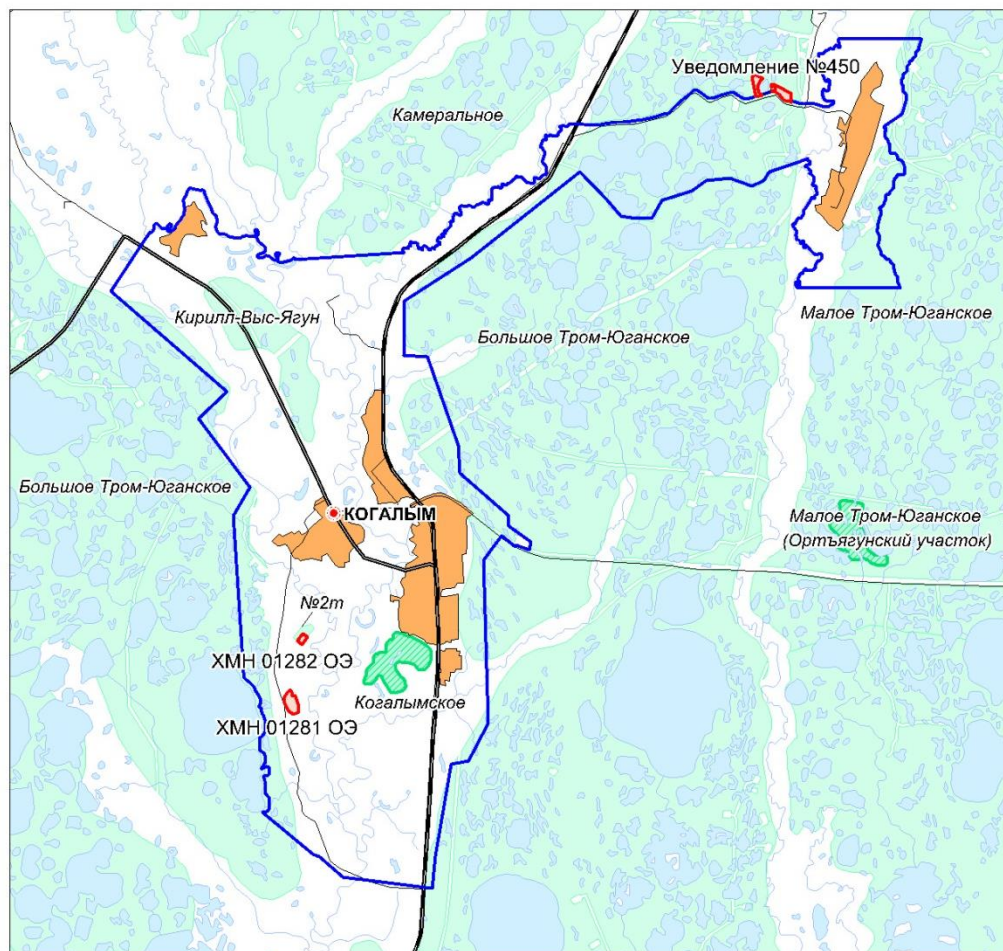 Уведомление №450
Камеральное
Кирилл-Выс-Ягун
Большое Тром-Юганское
Малое Тром-Юганское
Большое Тром-Юганское
КОГАЛЫМ
Малое Тром-Юганское
(Ортъягунский участок)
№2т
ХМН 01282 ОЭ
Когалымское
ХМН 01281 ОЭ